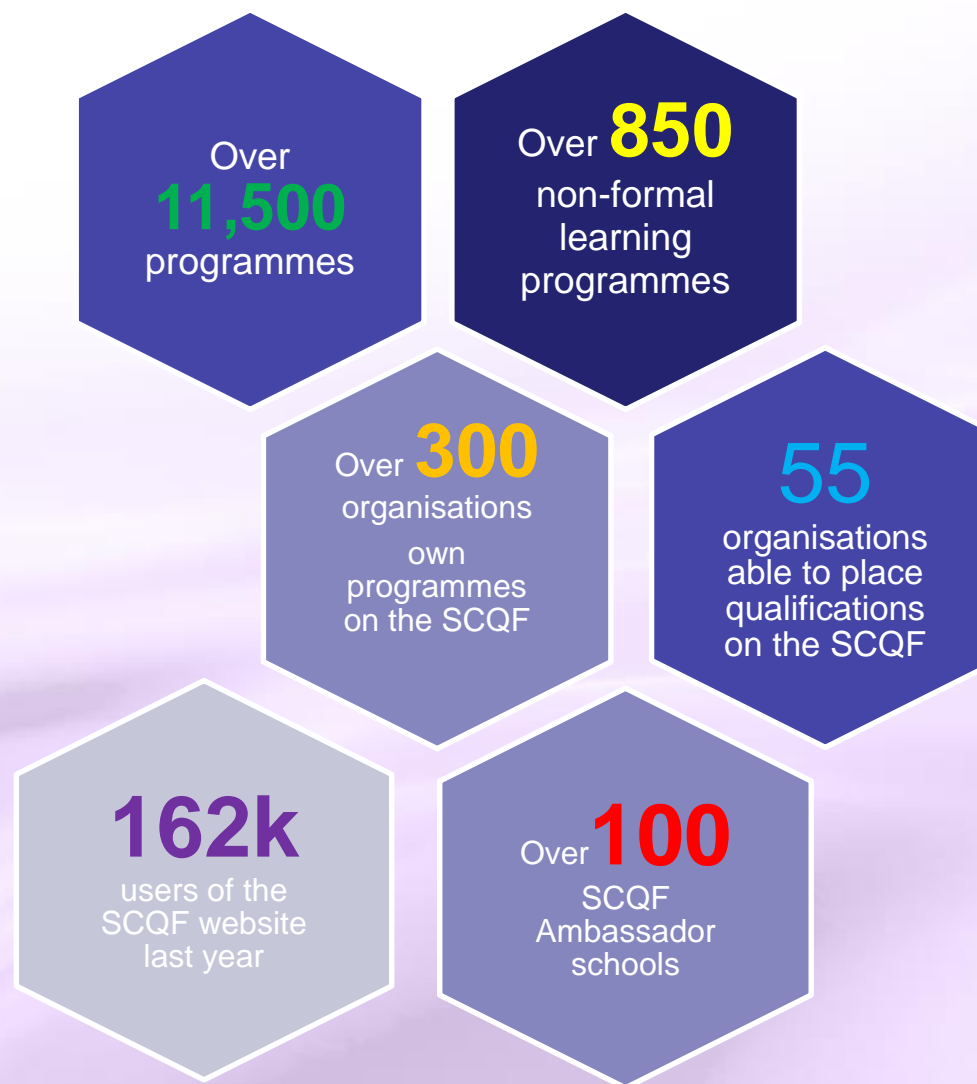 Over
11,500
programmes
Over 850
non-formal
learning
programmes
Over 300
organisations
own
programmes
on the SCQF
55
organisations
able to place
qualifications
on the SCQF
162k
users of the
SCQF website
last year
Over 100
SCQF
Ambassador
schools